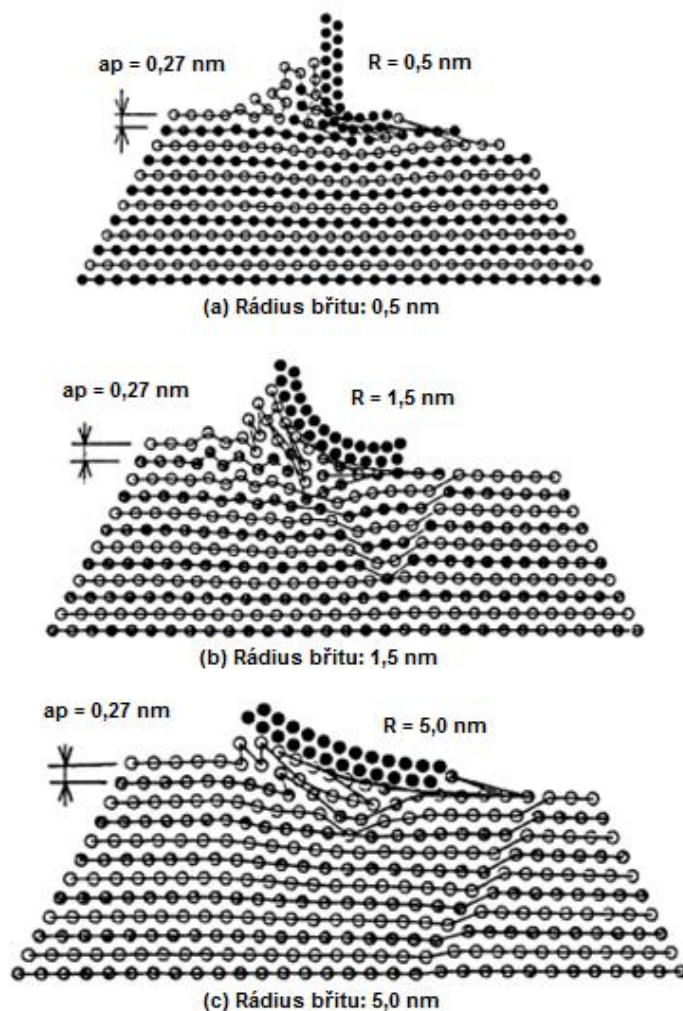 ap = 0,27 nm
R = 0,5 nm
(a) Rádius břitu: 0,5 nm
ap = 0,27 nm
R = 1,5 nm
(b) Rádius břitu: 1,5 nm
ap = 0,27 nm
R = 5,0 nm
(c) Rádius břitu: 5,0 nm